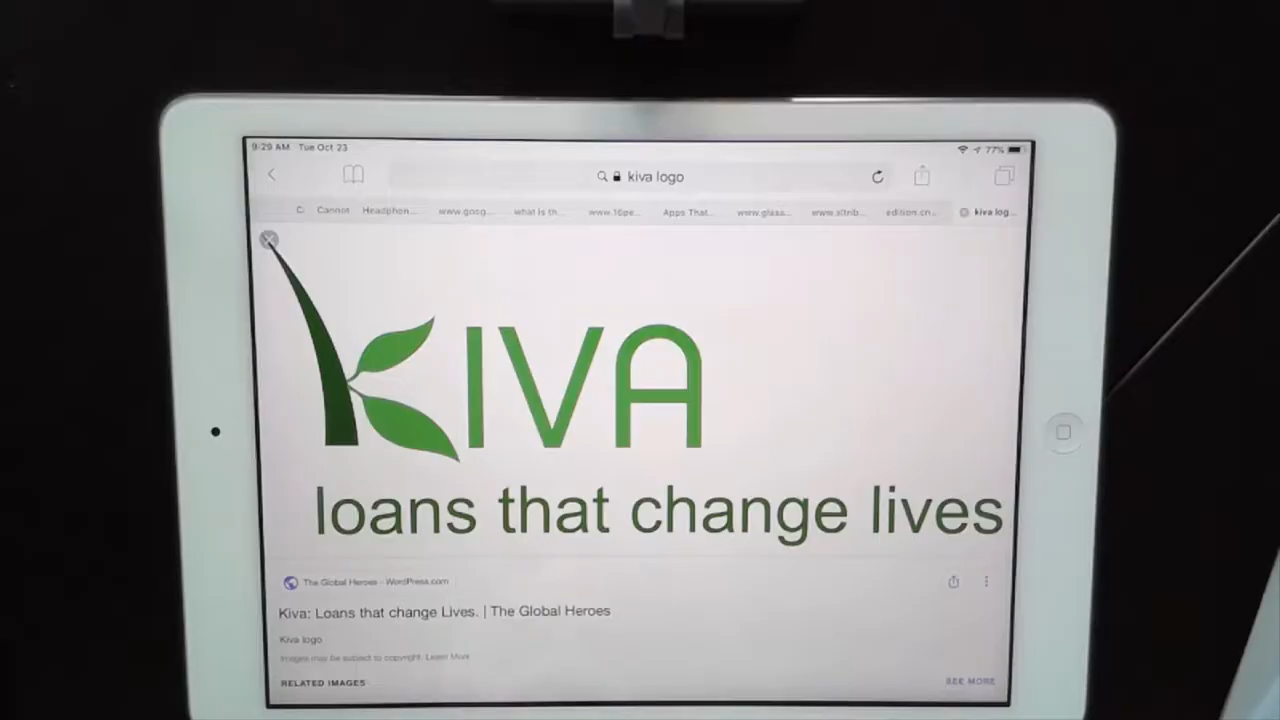 9:29 AM Tue Oct 23 77%
kiva logo
C Cannot Headphon... www.goog... what is th... www.16pe... Apps That... www.glass... edition.cn... kiva log...
KIVA
loans that change lives
The Global Heroes - WordPress.com
Kiva: Loans that change Lives. | The Global Heroes
Kiva logo
Images may be subject to copyright. Learn More
RELATED IMAGES SEE MORE